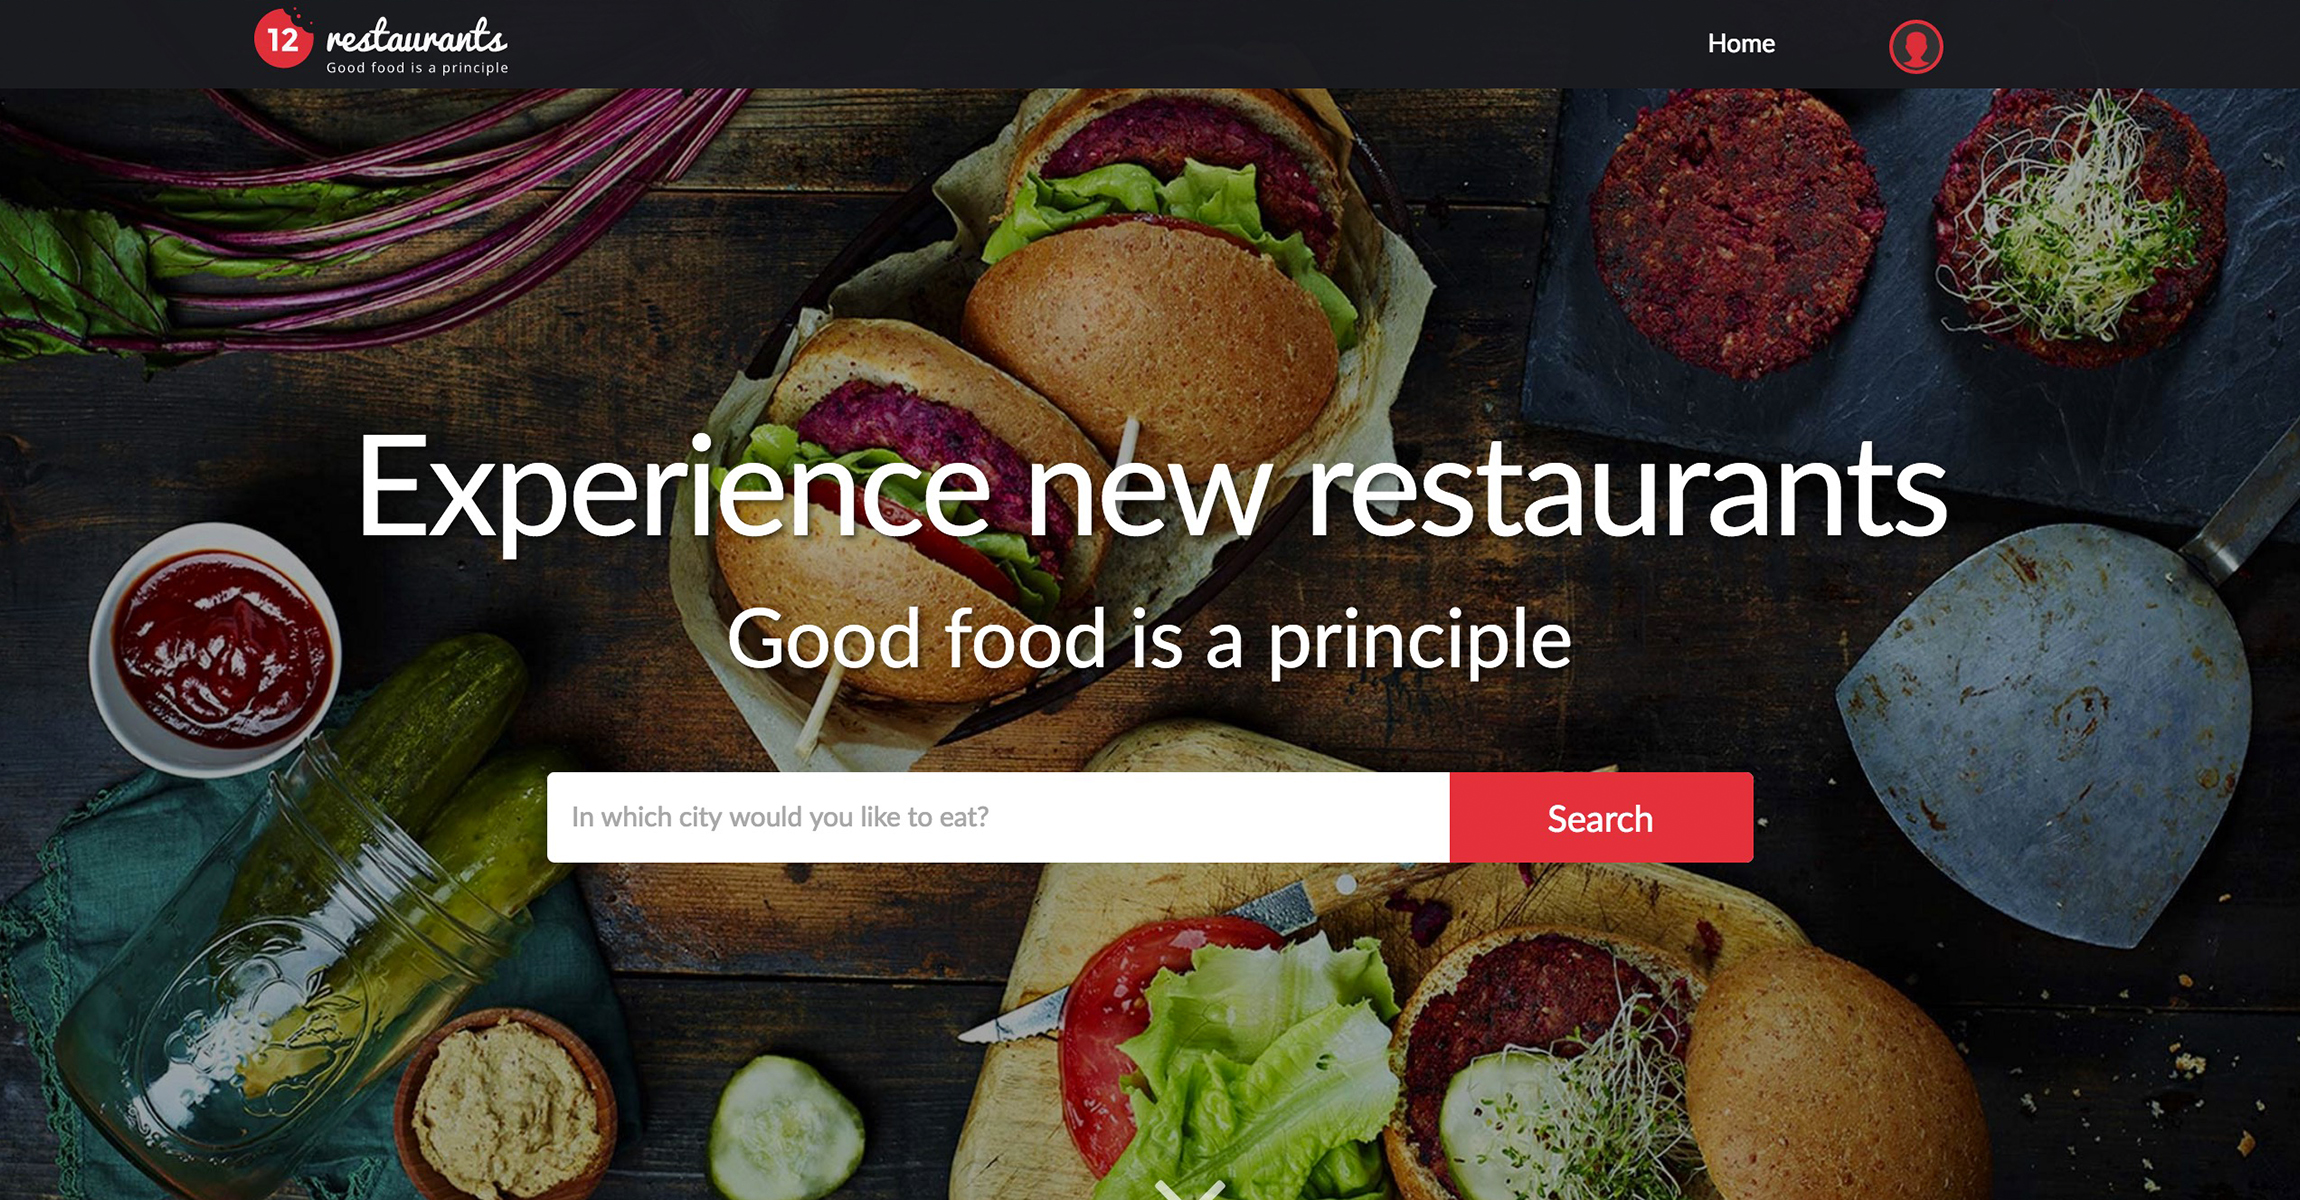 12 restaurants
Good food is a principle
Home
Experience new restaurants
Good food is a principle
In which city would you like to eat?
Search